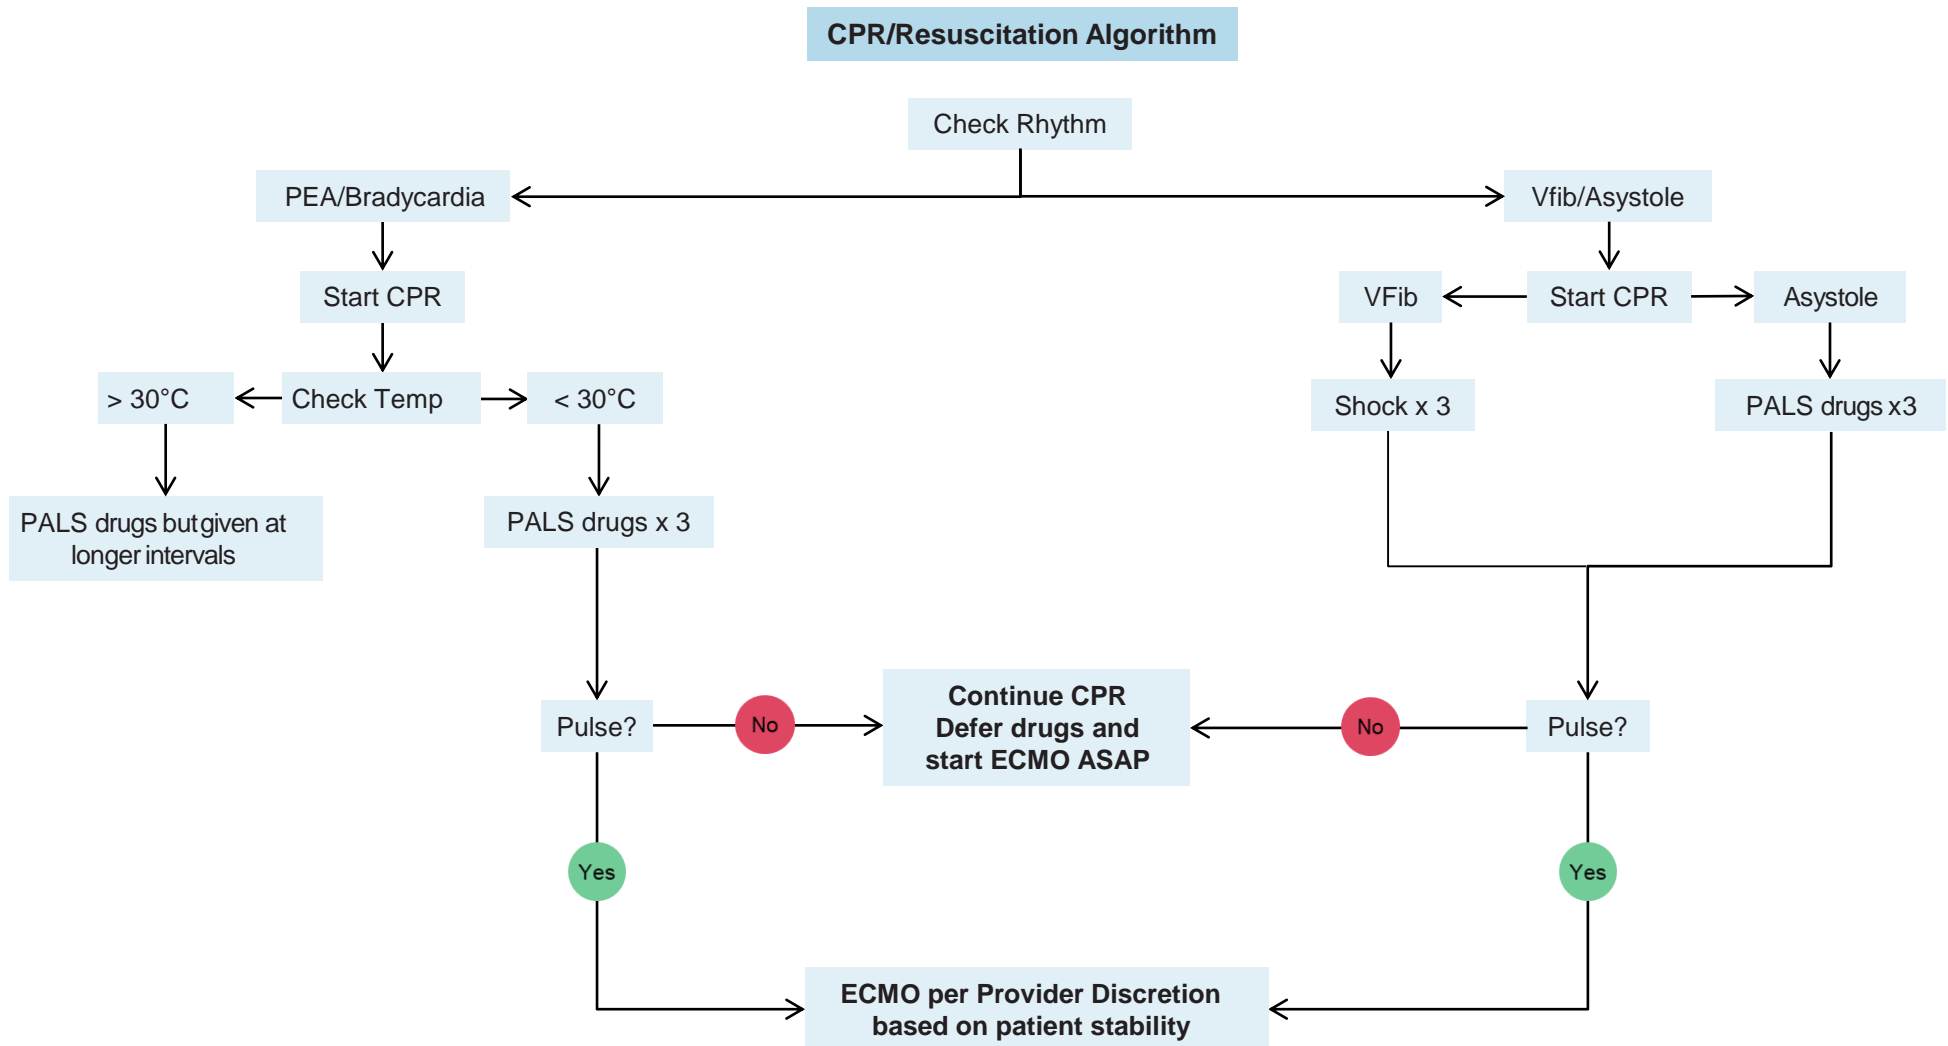 CPR/Resuscitation Algorithm
Check Rhythm
PEA/Bradycardia
Vfib/Asystole
Start CPR
VFib
Start CPR
Asystole
> 30°C
Check Temp
< 30°C
Shock x 3
PALS drugs x3
PALS drugs but given at
longer intervals
PALS drugs x 3
Pulse?
No
Continue CPR
Defer drugs and
start ECMO ASAP
No
Pulse?
Yes
Yes
ECMO per Provider Discretion
based on patient stability